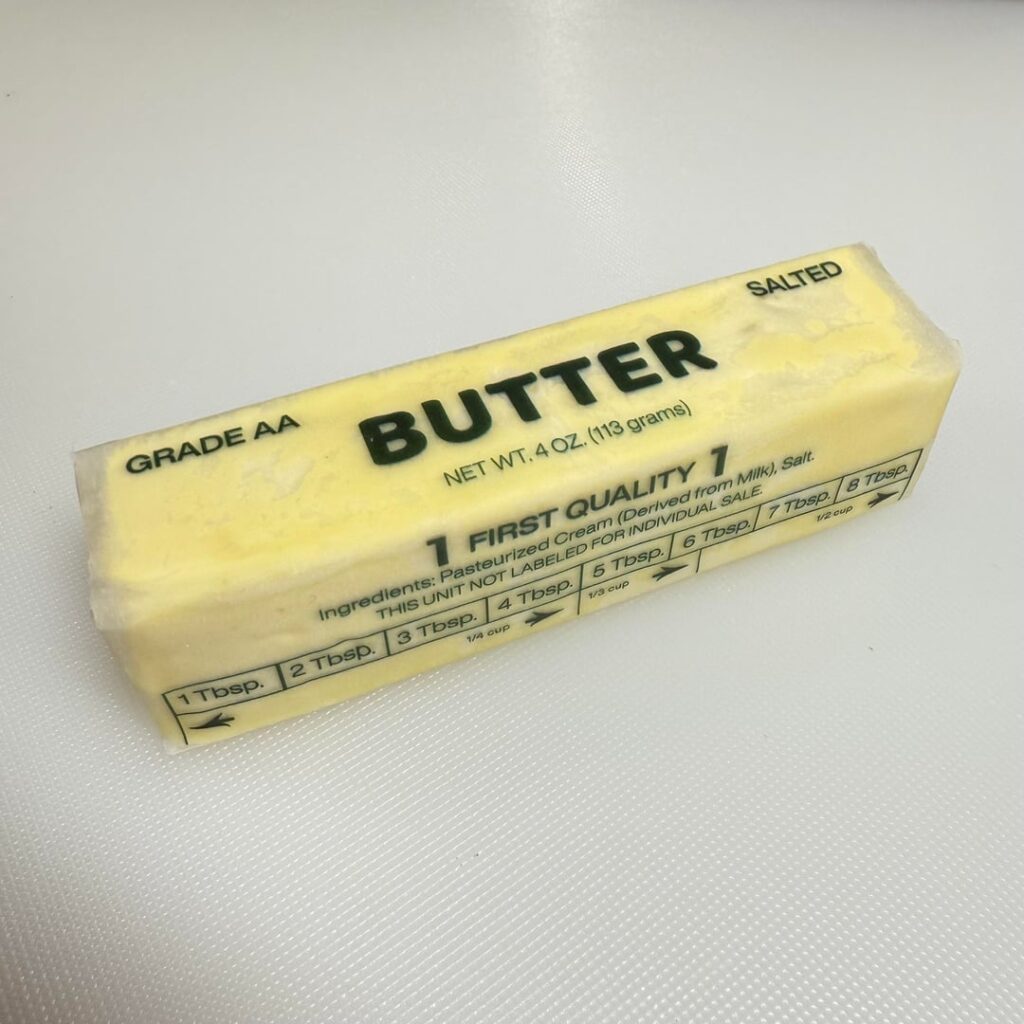 GRADE AA
SALTED
BUTTER
NET WT. 4 OZ. (113 grams)
1 FIRST QUALITY 1
Ingredients: Pasteurized Cream (Derived from Milk), Salt.
THIS UNIT NOT LABELED FOR INDIVIDUAL SALE.
1 Tbsp. 2 Tbsp. 3 Tbsp. 4 Tbsp. 5 Tbsp. 6 Tbsp. 7 Tbsp. 8 Tbsp.
1/4 cup 1/3 cup 1/2 cup